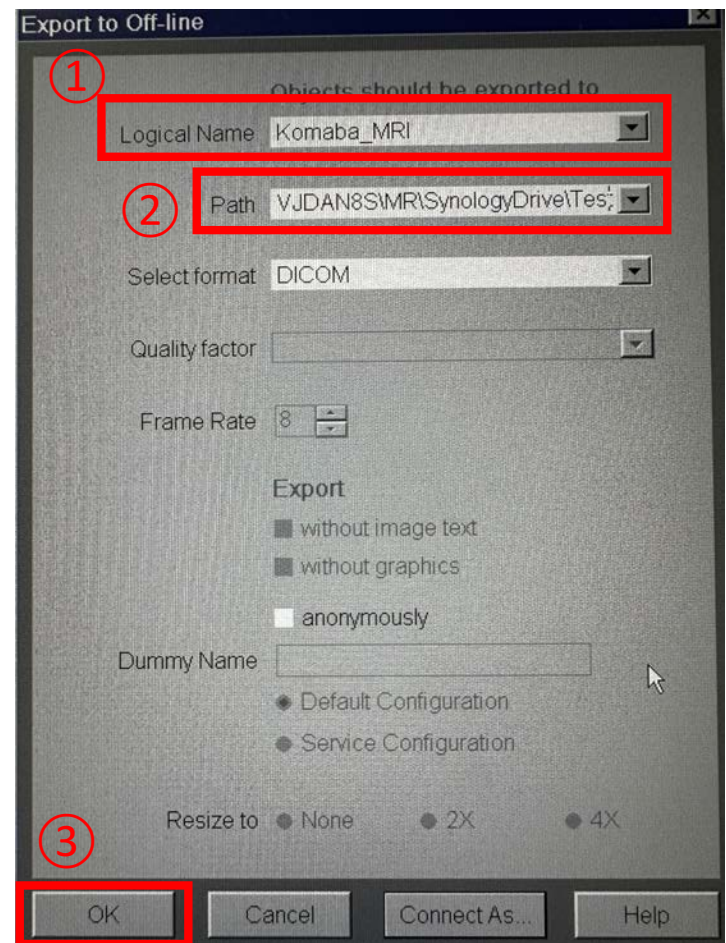 Export to Off-line
①
Objects should be exported to
Logical Name Komaba_MRI
② Path VJDAN8S\MR\SynologyDrive\Tes
Select format DICOM
Quality factor
Frame Rate 8
Export
without image text
without graphics
anonymously
Dummy Name
Default Configuration
Service Configuration
Resize to None 2X 4X
③
OK Cancel Connect As... Help